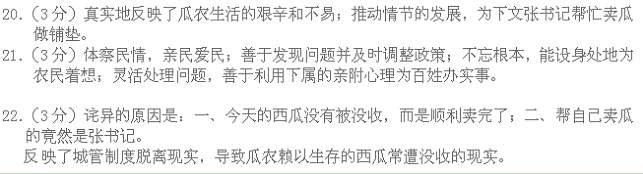 20．（3 分）真实地反映了瓜农生活的艰辛和不易；推动情节的发展，为下文张书记帮忙卖瓜
做铺垫。
21．（3 分）体察民情，亲民爱民；善于发现问题并及时调整政策；不忘根本，能设身处地为
农民着想；灵活处理问题，善于利用下属的亲附心理为百姓办实事。
22．（3 分）诧异的原因是：一、今天的西瓜没有被没收，而是顺利卖完了；二、帮自己卖瓜
的竟然是张书记。
反映了城管制度脱离现实，导致瓜农赖以生存的西瓜常遭没收的现实。